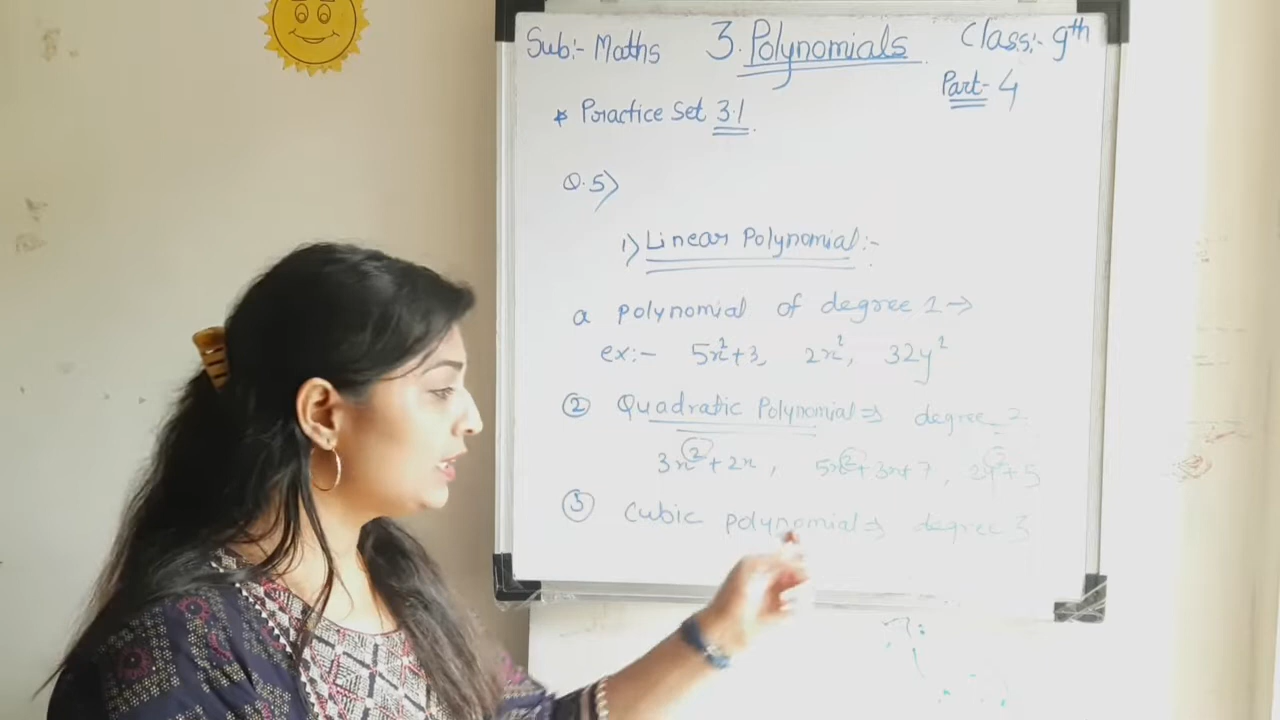 Sub:- Maths 3. Polynomials Class:- 9th
Part- 4
* Practice Set 3.1
Q.5)
1) Linear Polynomial:-
a polynomial of degree 1→
ex:- 5x²+3, 2x², 32y²
② Quadratic Polynomial⇒ degree 2
3x²+2x, 5x²+3x+7, 2y²+5
③ Cubic polynomial⇒ degree 3